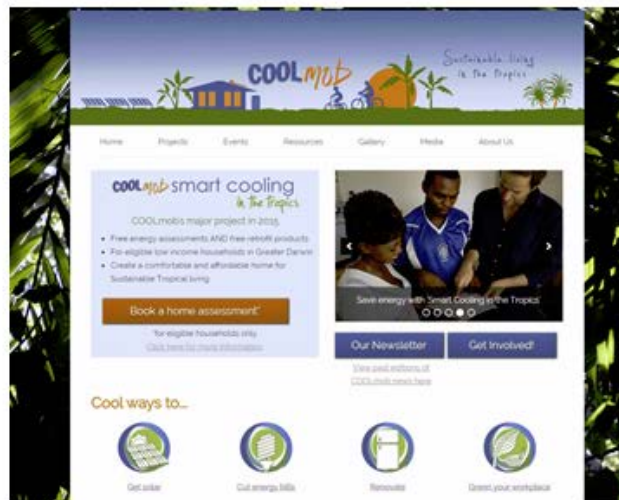 COOLmob
Sustainable living
in the Tropics
Home Projects Events Resources Gallery Media About Us
COOLmob smart cooling
in the Tropics
COOLmob's major project in 2015
Free energy assessments AND free retrofit products
For eligible low income households in Greater Darwin
Create a comfortable and affordable home for
Sustainable Tropical living
Book a home assessment*
*for eligible households only
Click here for more information
Save energy with 'Smart Cooling in the Tropics'
Our Newsletter Get Involved!
View past editions of
COOLmob news here
Cool ways to...
Get solar Cut energy bills Renovate Green your workplace